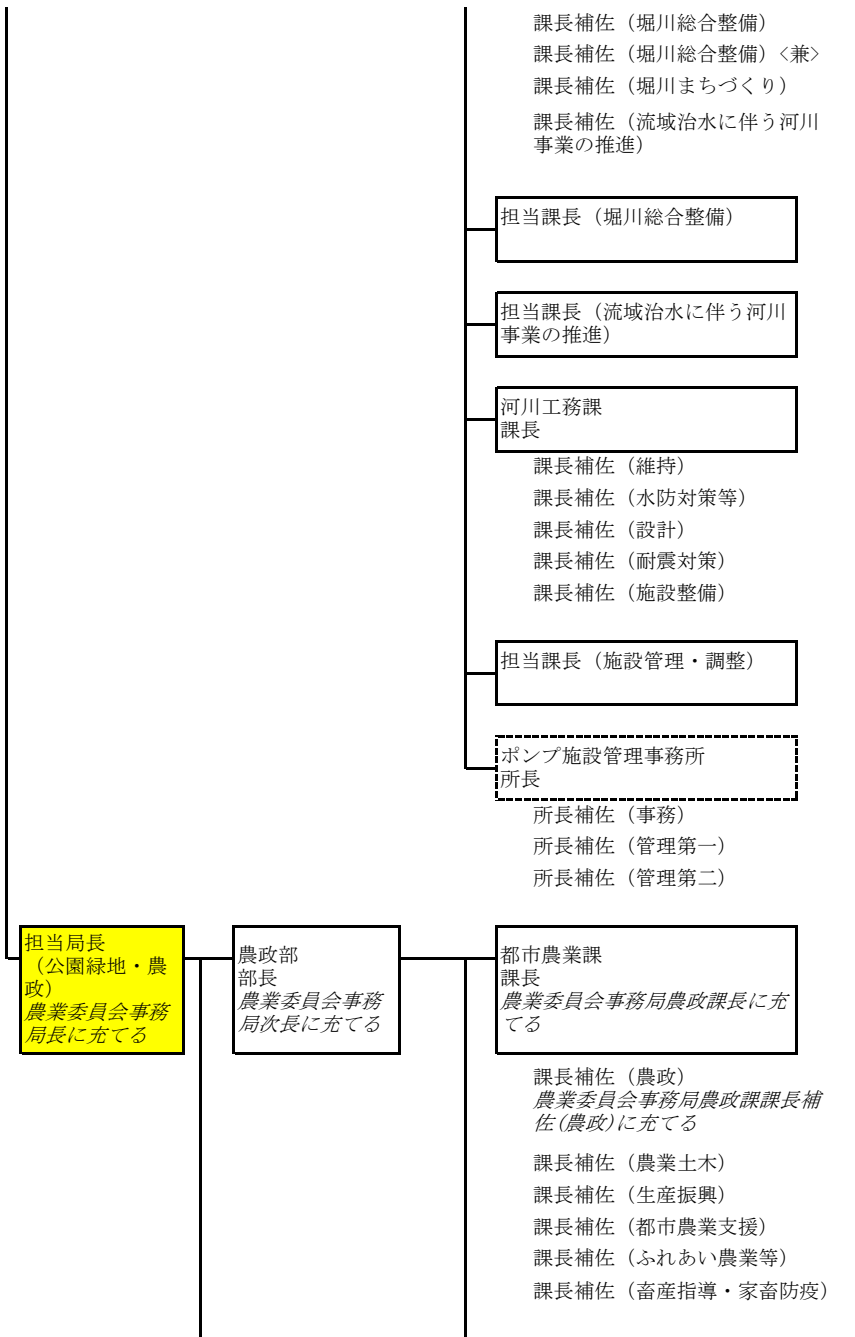 課長補佐（堀川総合整備）
課長補佐（堀川総合整備）<兼>
課長補佐（堀川まちづくり）
課長補佐（流域治水に伴う河川
事業の推進）
担当課長（堀川総合整備）
担当課長（流域治水に伴う河川
事業の推進）
河川工務課
課長
課長補佐（維持）
課長補佐（水防対策等）
課長補佐（設計）
課長補佐（耐震対策）
課長補佐（施設整備）
担当課長（施設管理・調整）
ポンプ施設管理事務所
所長
所長補佐（事務）
所長補佐（管理第一）
所長補佐（管理第二）
担当局長
（公園緑地・農
政）
農業委員会事務
局長に充てる
農政部
部長
農業委員会事務
局次長に充てる
都市農業課
課長
農業委員会事務局農政課長に充
てる
課長補佐（農政）
農業委員会事務局農政課課長補
佐(農政)に充てる
課長補佐（農業土木）
課長補佐（生産振興）
課長補佐（都市農業支援）
課長補佐（ふれあい農業等）
課長補佐（畜産指導・家畜防疫）